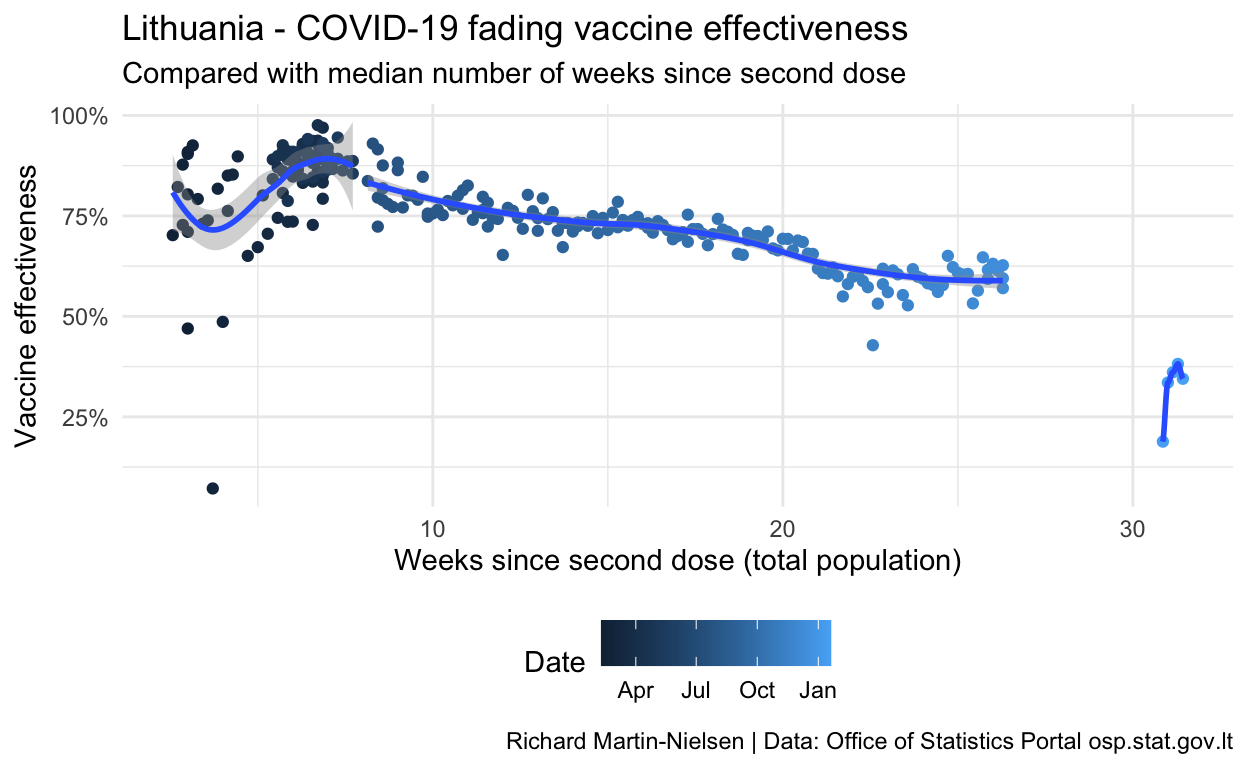 Lithuania - COVID-19 fading vaccine effectiveness
Compared with median number of weeks since second dose
Vaccine effectiveness
100%
75%
50%
25%
10 20 30
Weeks since second dose (total population)
Date
Apr Jul Oct Jan
Richard Martin-Nielsen | Data: Office of Statistics Portal osp.stat.gov.lt